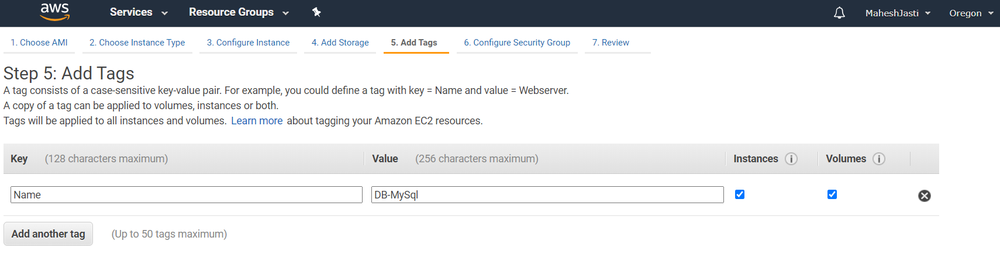 aws Services Resource Groups MaheshJasti Oregon
1. Choose AMI 2. Choose Instance Type 3. Configure Instance 4. Add Storage 5. Add Tags 6. Configure Security Group 7. Review
Step 5: Add Tags
A tag consists of a case-sensitive key-value pair. For example, you could define a tag with key = Name and value = Webserver.
A copy of a tag can be applied to volumes, instances or both.
Tags will be applied to all instances and volumes. Learn more about tagging your Amazon EC2 resources.
Key (128 characters maximum) Value (256 characters maximum) Instances i Volumes i
Name DB-MySql
Add another tag (Up to 50 tags maximum)